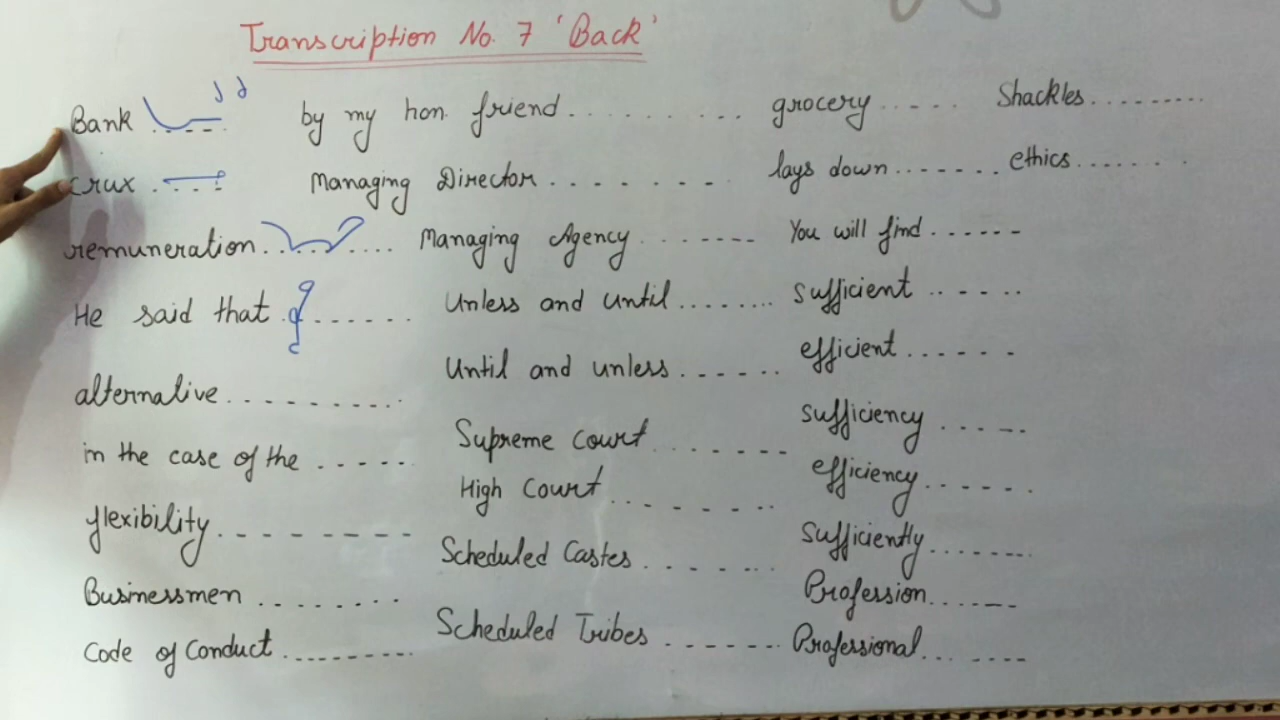 Transcription No. 7 'Back'
Bank ......
crux ......
remuneration ......
He said that ......
alternative ..........
in the case of the ......
flexibility .........
Businessmen ........
Code of Conduct .........
by my hon. friend ..........
Managing Director ........
Managing Agency .......
Unless and until ........
Until and unless ......
Supreme Court .......
High Court .......
Scheduled Castes ......
Scheduled Tribes .......
grocery .....
lays down .......
You will find ......
sufficient ......
efficient ......
sufficiency .....
efficiency ......
Sufficiently .......
Profession ......
Professional .......
Shackles .........
ethics .......